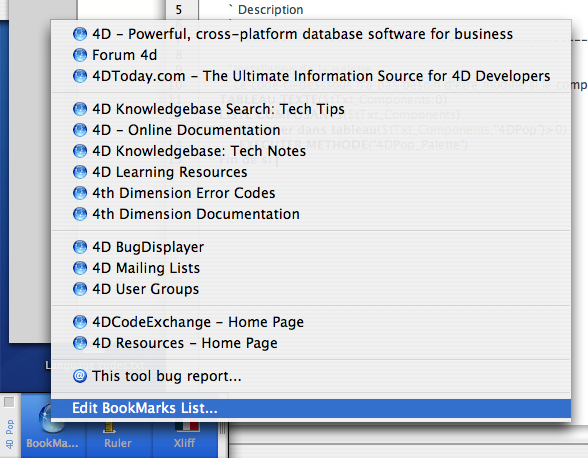 5 ` Description
4D – Powerful, cross-platform database software for business
Forum 4d
4DToday.com – The Ultimate Information Source for 4D Developers
4D Knowledgebase Search: Tech Tips
4D – Online Documentation
4D Knowledgebase: Tech Notes
4D Learning Resources
4th Dimension Error Codes
4th Dimension Documentation
4D BugDisplayer
4D Mailing Lists
4D User Groups
4DCodeExchange – Home Page
4D Resources – Home Page
This tool bug report...
Edit BookMarks List...
4D Pop
BookMa... Ruler Xliff